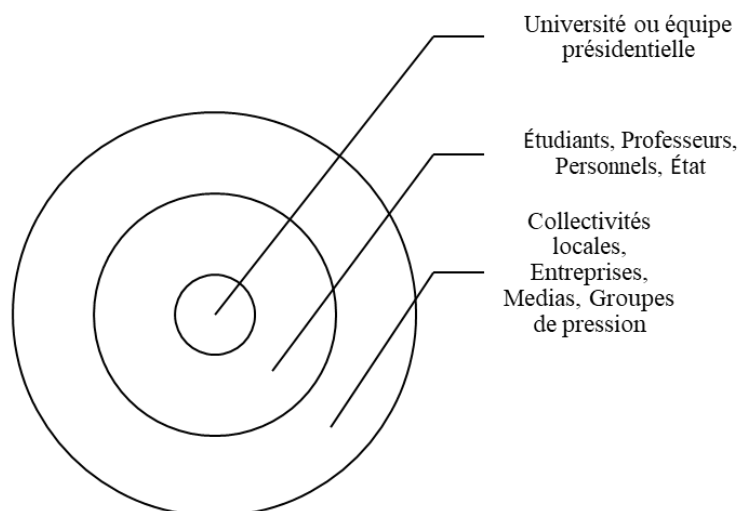 Université ou équipe
présidentielle
Étudiants, Professeurs,
Personnels, État
Collectivités
locales,
Entreprises,
Medias, Groupes
de pression